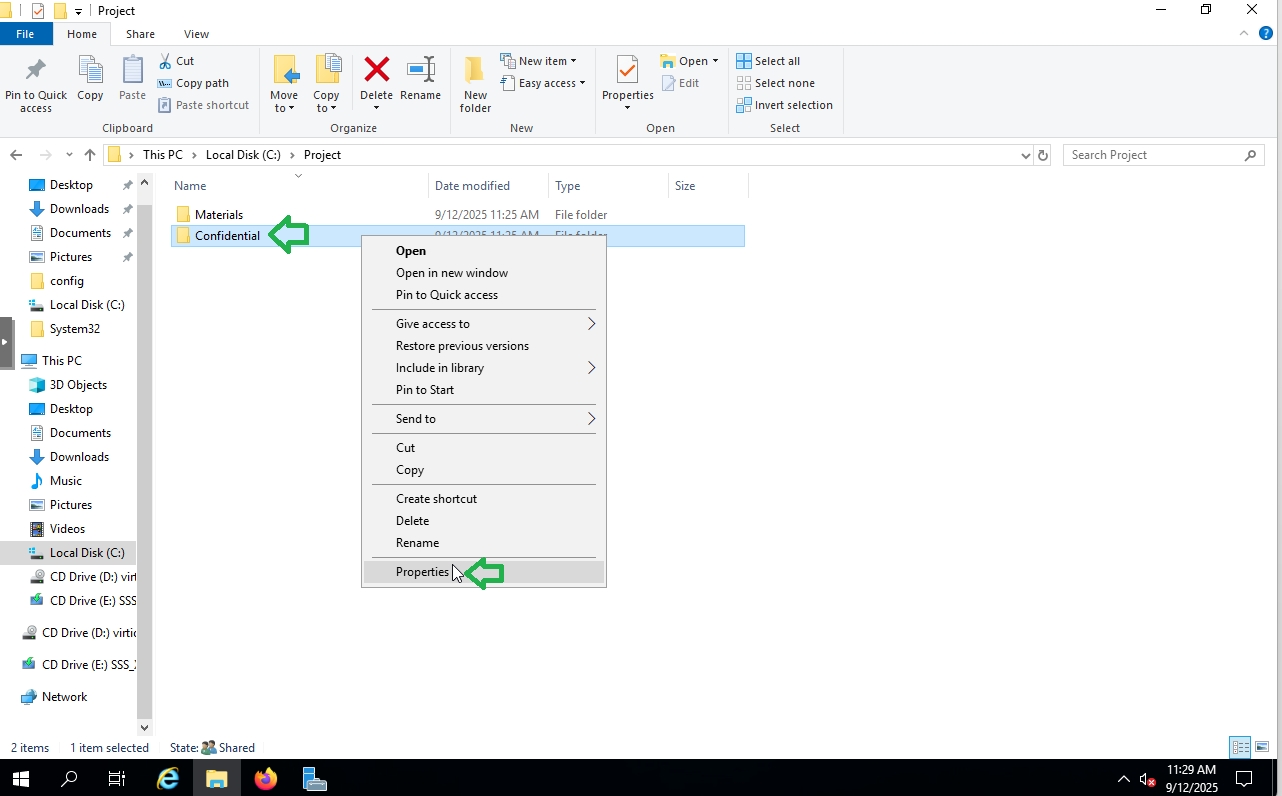 Project
File
Home
Share
View
Pin to Quick access
Copy
Paste
Cut
Copy path
Paste shortcut
Clipboard
Move to
Copy to
Delete
Rename
Organize
New folder
New item
Easy access
New
Properties
Open
Edit
Open
Select all
Select none
Invert selection
Select
This PC > Local Disk (C:) > Project
Search Project
Desktop
Downloads
Documents
Pictures
config
Local Disk (C:)
System32
This PC
3D Objects
Desktop
Documents
Downloads
Music
Pictures
Videos
Local Disk (C:)
CD Drive (D:) virt
CD Drive (E:) SSS
CD Drive (D:) virtio
CD Drive (E:) SSS_
Network
Name Date modified Type Size
Materials 9/12/2025 11:25 AM File folder
Confidential 9/12/2025 11:25 AM File folder
Open
Open in new window
Pin to Quick access
Give access to
Restore previous versions
Include in library
Pin to Start
Send to
Cut
Copy
Create shortcut
Delete
Rename
Properties
2 items 1 item selected State: Shared
11:29 AM
9/12/2025